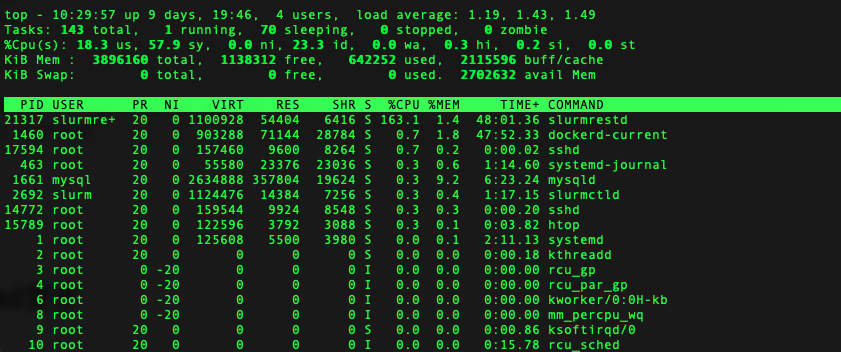 top - 10:29:57 up 9 days, 19:46,  4 users,  load average: 1.19, 1.43, 1.49
Tasks: 143 total,   1 running,  70 sleeping,   0 stopped,   0 zombie
%Cpu(s): 18.3 us, 57.9 sy,  0.0 ni, 23.3 id,  0.0 wa,  0.3 hi,  0.2 si,  0.0 st
KiB Mem :  3896160 total,  1138312 free,   642252 used,  2115596 buff/cache
KiB Swap:        0 total,        0 free,        0 used.  2702632 avail Mem
PID USER      PR  NI    VIRT    RES    SHR S  %CPU %MEM     TIME+ COMMAND
21317 slurmre+  20   0 1100928  54404   6416 S 163.1  1.4  48:01.36 slurmrestd
1460 root      20   0  903288  71144  28784 S   0.7  1.8  47:52.33 dockerd-current
17594 root      20   0  157460   9600   8264 S   0.7  0.2   0:00.02 sshd
463 root      20   0   55580  23376  23036 S   0.3  0.6   1:14.60 systemd-journal
1661 mysql     20   0 2634888 357804  19624 S   0.3  9.2   6:23.24 mysqld
2692 slurm     20   0 1124476  14384   7256 S   0.3  0.4   1:17.15 slurmctld
14772 root      20   0  159544   9924   8548 S   0.3  0.3   0:00.20 sshd
15789 root      20   0  122596   3792   3088 S   0.3  0.1   0:03.82 htop
1 root      20   0  125608   5500   3980 S   0.0  0.1   2:11.13 systemd
2 root      20   0       0      0      0 S   0.0  0.0   0:00.18 kthreadd
3 root       0 -20       0      0      0 I   0.0  0.0   0:00.00 rcu_gp
4 root       0 -20       0      0      0 I   0.0  0.0   0:00.00 rcu_par_gp
6 root       0 -20       0      0      0 I   0.0  0.0   0:00.00 kworker/0:0H-kb
8 root       0 -20       0      0      0 I   0.0  0.0   0:00.00 mm_percpu_wq
9 root      20   0       0      0      0 S   0.0  0.0   0:00.86 ksoftirqd/0
10 root      20   0       0      0      0 I   0.0  0.0   0:15.78 rcu_sched